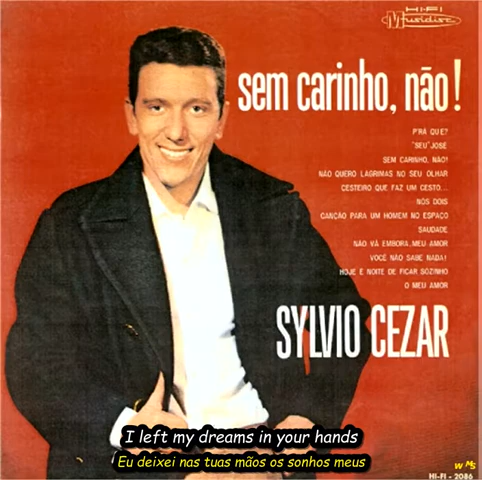 HI-FI
Musidisc
sem carinho, não!
P'RÁ QUE?
"SEU" JOSÉ
SEM CARINHO, NÃO!
NÃO QUERO LÁGRIMAS NO SEU OLHAR
CESTEIRO QUE FAZ UM CESTO...
NÓS DOIS
CANÇÃO PARA UM HOMEM NO ESPAÇO
SAUDADE
NÃO VÁ EMBORA, MEU AMOR
VOCÊ NÃO SABE NADA!
HOJE É NOITE DE FICAR SÓZINHO
O MEU AMOR
SYLVIO CEZAR
I left my dreams in your hands
Eu deixei nas tuas mãos os sonhos meus
WMS
HI-FI - 2086